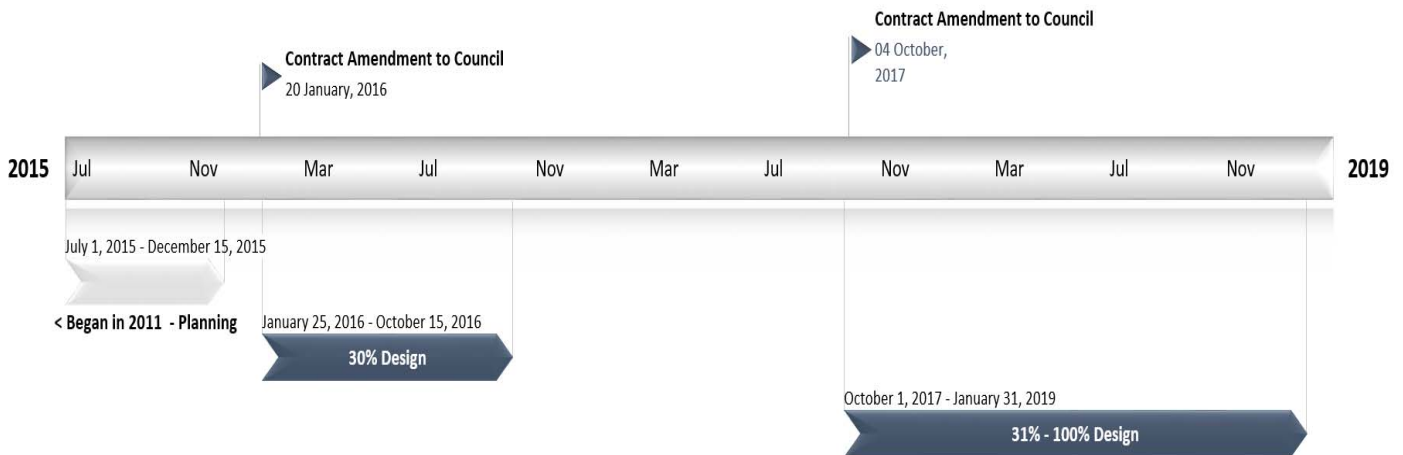 Contract Amendment to Council
04 October,
2017
Contract Amendment to Council
20 January, 2016
2015 Jul Nov Mar Jul Nov Mar Jul Nov Mar Jul Nov 2019
July 1, 2015 - December 15, 2015
< Began in 2011 - Planning
January 25, 2016 - October 15, 2016
30% Design
October 1, 2017 - January 31, 2019
31% - 100% Design